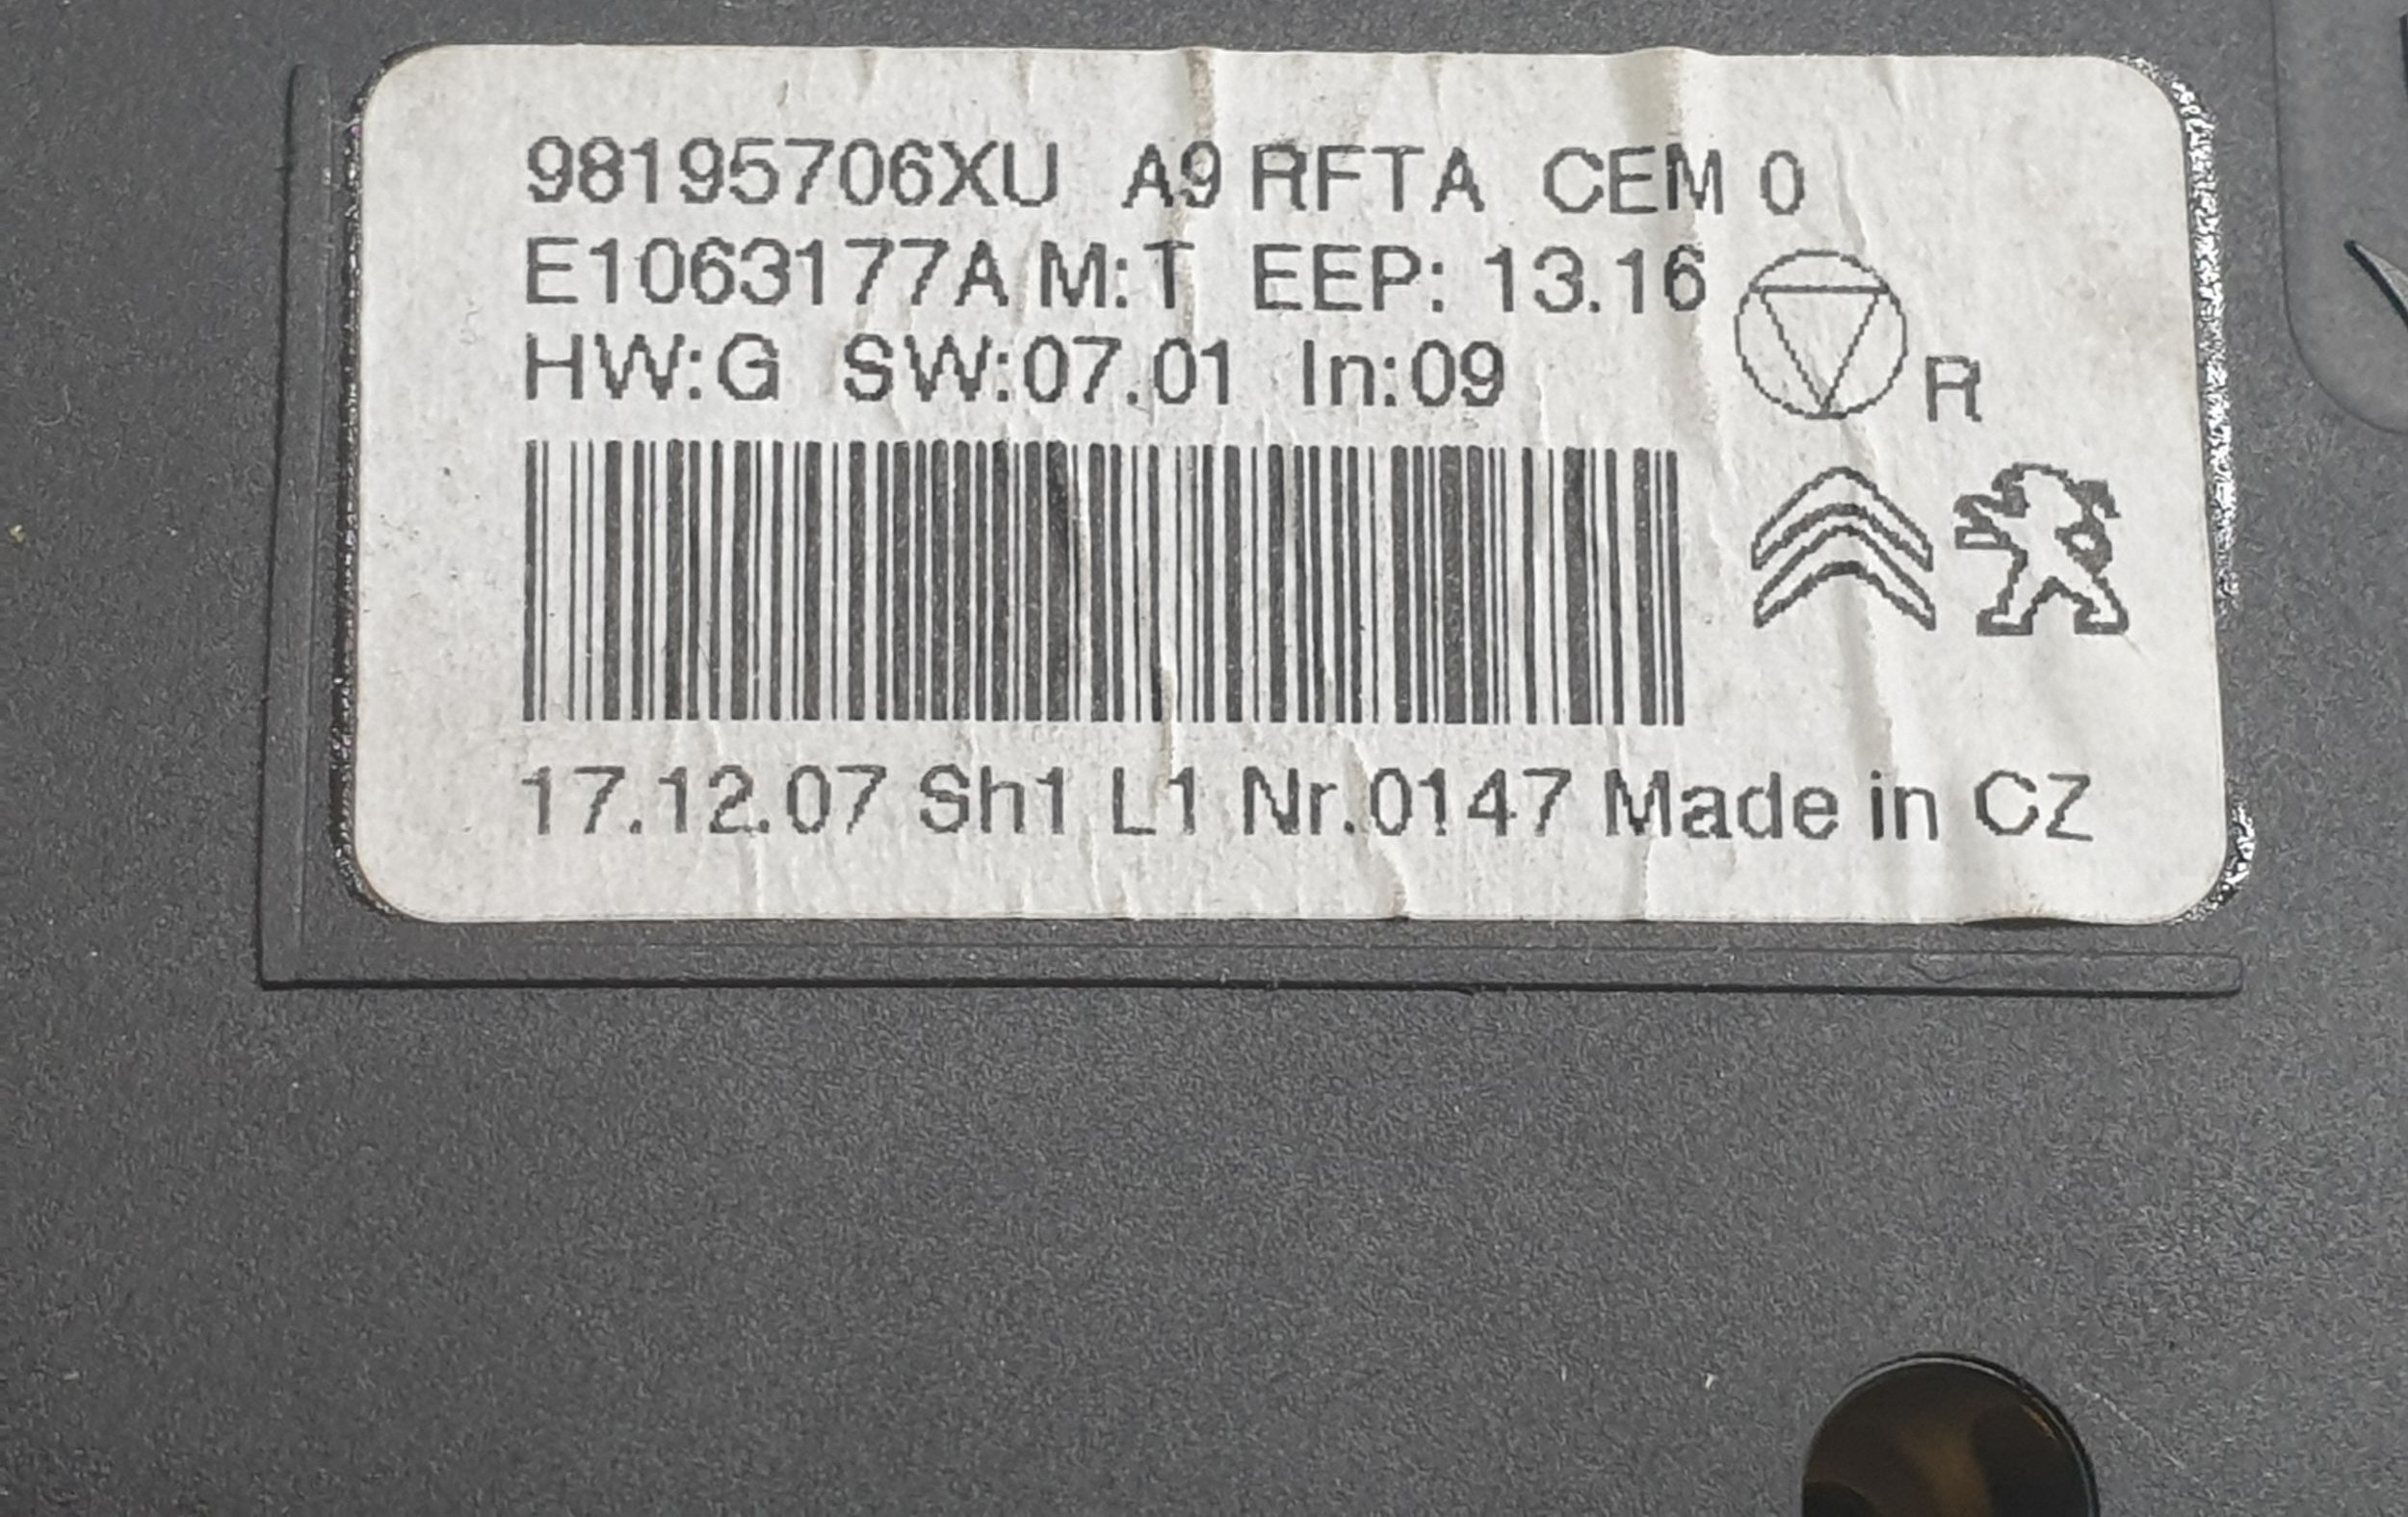 98195706XU A9 RFTA CEM 0
E1063177A M:T EEP: 13.16
HW:G SW:07.01 In:09
R
17.12.07 Sh1 L1 Nr.0147 Made in CZ